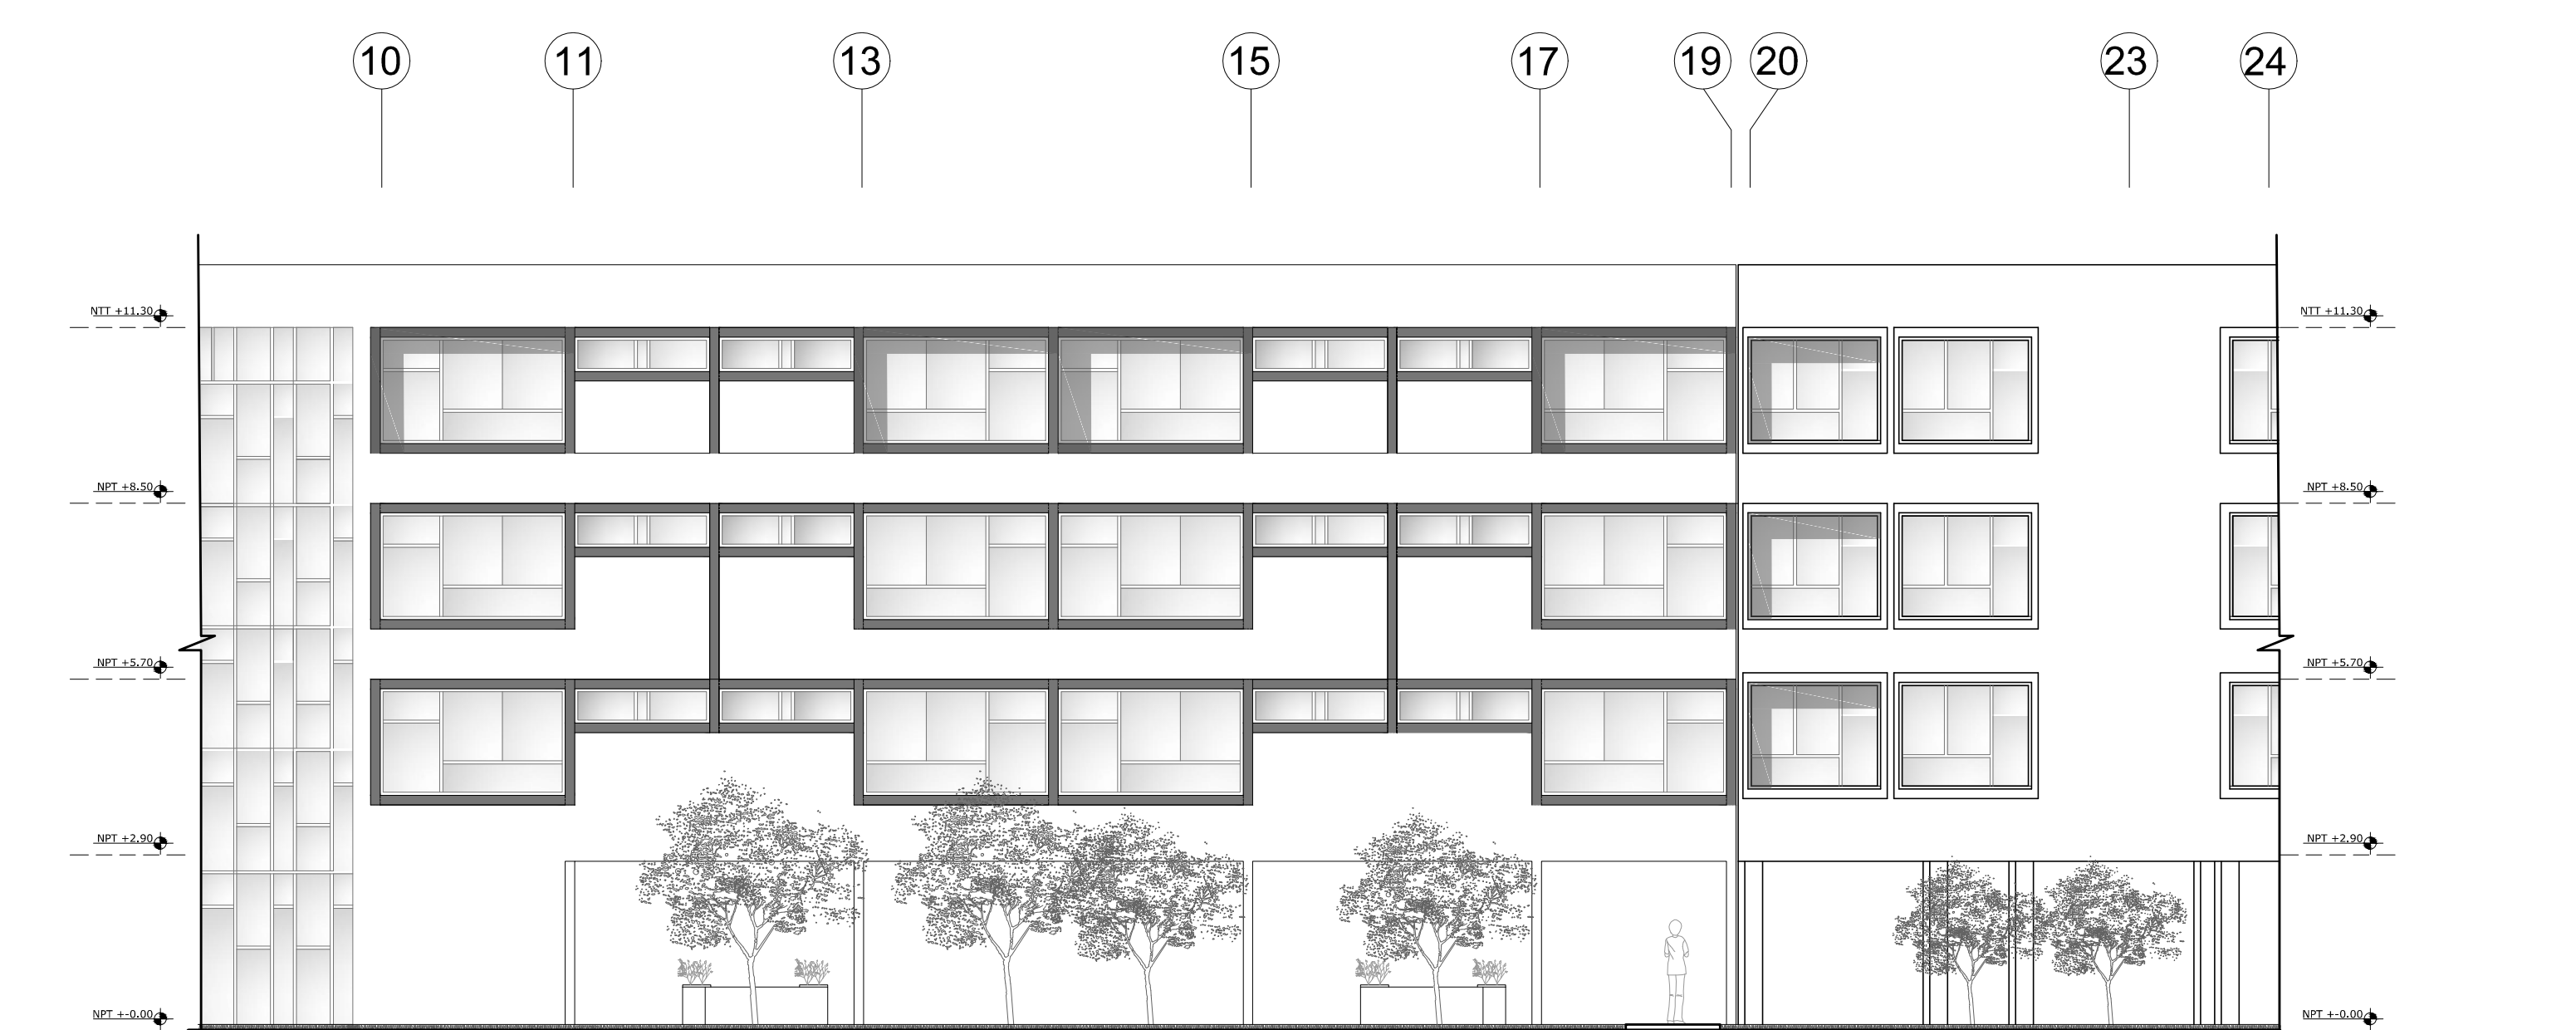 10 11 13 15 17 19 20 23 24
NTT +11.30 NTT +11.30
NPT +8.50 NPT +8.50
NPT +5.70 NPT +5.70
NPT +2.90 NPT +2.90
NPT +-0.00 NPT +-0.00